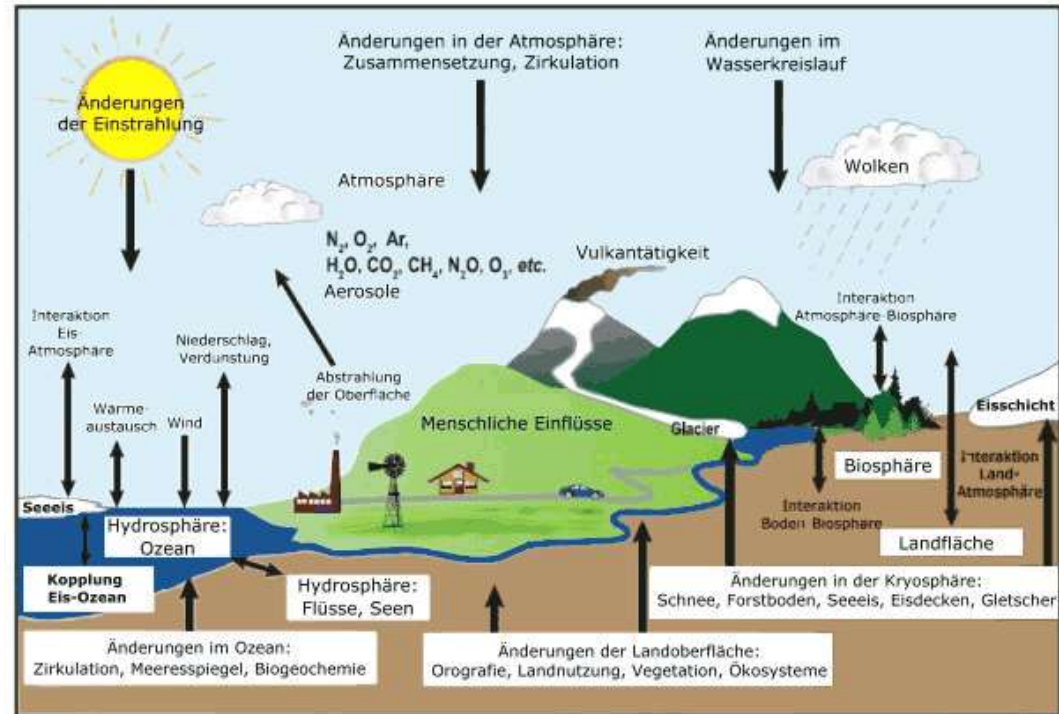 Änderungen in der Atmosphäre:
Zusammensetzung, Zirkulation
Änderungen im
Wasserkreislauf
Änderungen
der Einstrahlung
Wolken
Atmosphäre
N₂, O₂, Ar,
H₂O, CO₂, CH₄, N₂O, O₃, etc.
Aerosole
Vulkantätigkeit
Interaktion
Eis-
Atmosphäre
Niederschlag,
Verdunstung
Interaktion
Atmosphäre-Biosphäre
Abstrahlung
der Oberfläche
Wärme-
austausch
Wind
Menschliche Einflüsse
Glacier
Eisschicht
Biosphäre
Interaktion
Land-
Atmosphäre
Seeeis
Hydrosphäre:
Ozean
Interaktion
Boden-Biosphäre
Landfläche
Kopplung
Eis-Ozean
Hydrosphäre:
Flüsse, Seen
Änderungen in der Kryosphäre:
Schnee, Forstboden, Seeeis, Eisdecken, Gletscher
Änderungen im Ozean:
Zirkulation, Meeresspiegel, Biogeochemie
Änderungen der Landoberfläche:
Orografie, Landnutzung, Vegetation, Ökosysteme